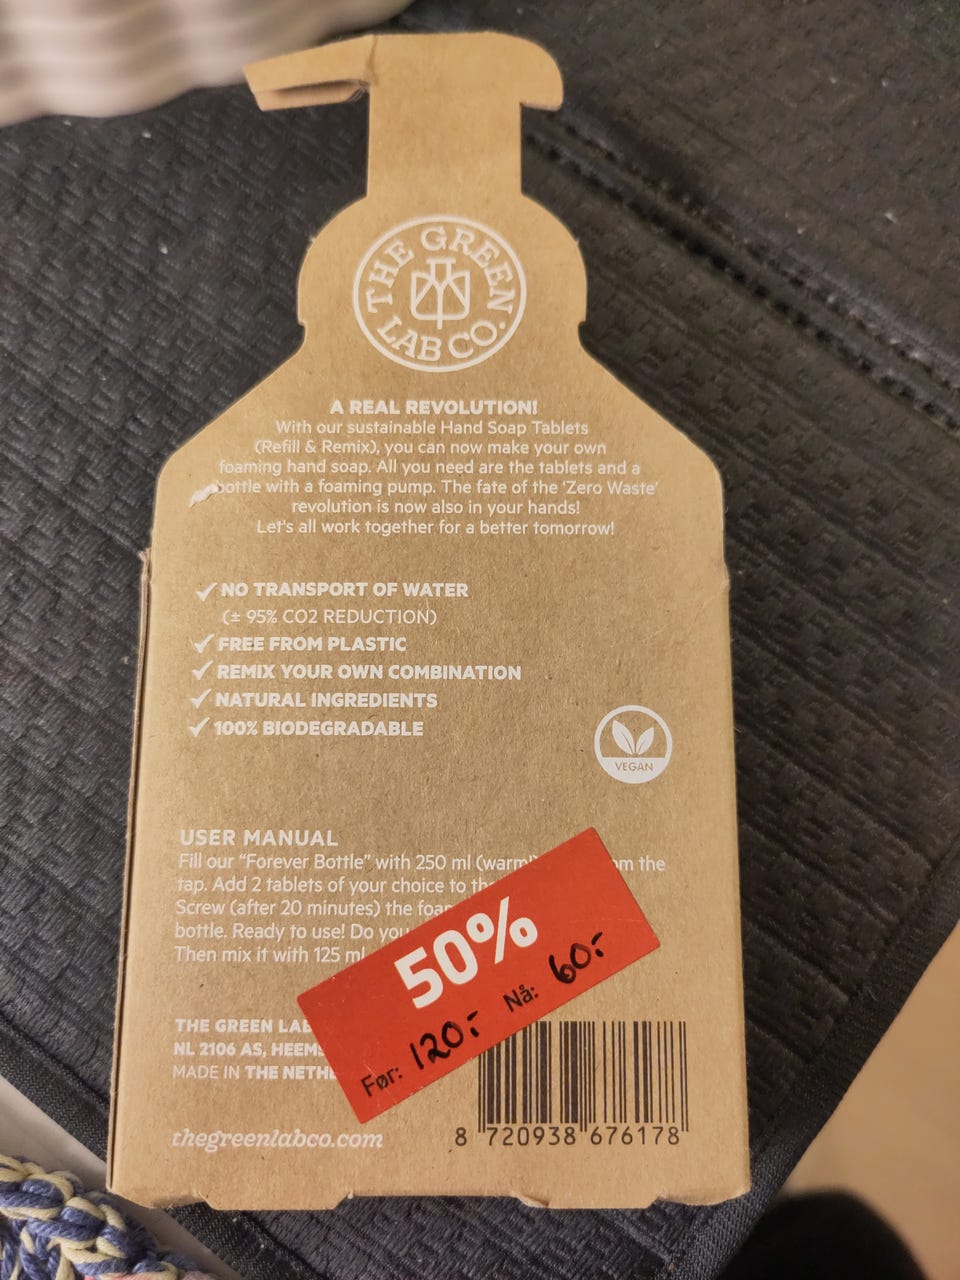 THE GREEN
LAB CO.
A REAL REVOLUTION!
With our sustainable Hand Soap Tablets
(Refill & Remix), you can now make your own
foaming hand soap. All you need are the tablets and a
bottle with a foaming pump. The fate of the 'Zero Waste'
revolution is now also in your hands!
Let's all work together for a better tomorrow!
✓ NO TRANSPORT OF WATER
(± 95% CO2 REDUCTION)
✓ FREE FROM PLASTIC
✓ REMIX YOUR OWN COMBINATION
✓ NATURAL INGREDIENTS
✓ 100% BIODEGRADABLE
VEGAN
USER MANUAL
Fill our "Forever Bottle" with 250 ml (warm) the
tap. Add 2 tablets of your choice to
Screw (after 20 minutes) the
bottle. Ready to use! Do you
Then mix it with 125 ml
50%
Før: 120,- Nå: 60,-
THE GREEN LAB
NL 2106 AS,
MADE IN THE
thegreenlabco.com
8 720938 676178